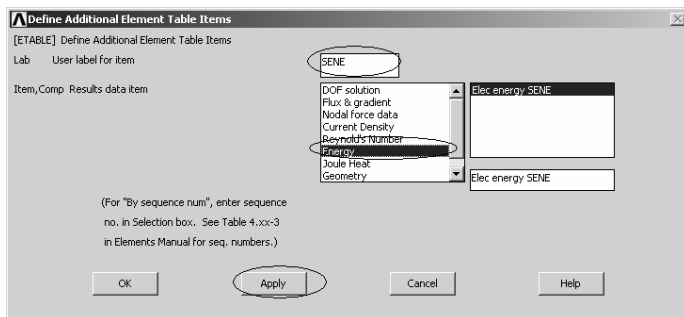 Define Additional Element Table Items
[ETABLE] Define Additional Element Table Items
Lab User label for item
SENE
Item,Comp Results data item
DOF solution
Flux & gradient
Nodal force data
Current Density
Reynold's Number
Energy
Joule Heat
Geometry
Elec energy SENE
Elec energy SENE
(For "By sequence num", enter sequence
no. in Selection box. See Table 4.xx-3
in Elements Manual for seq. numbers.)
OK Apply Cancel Help